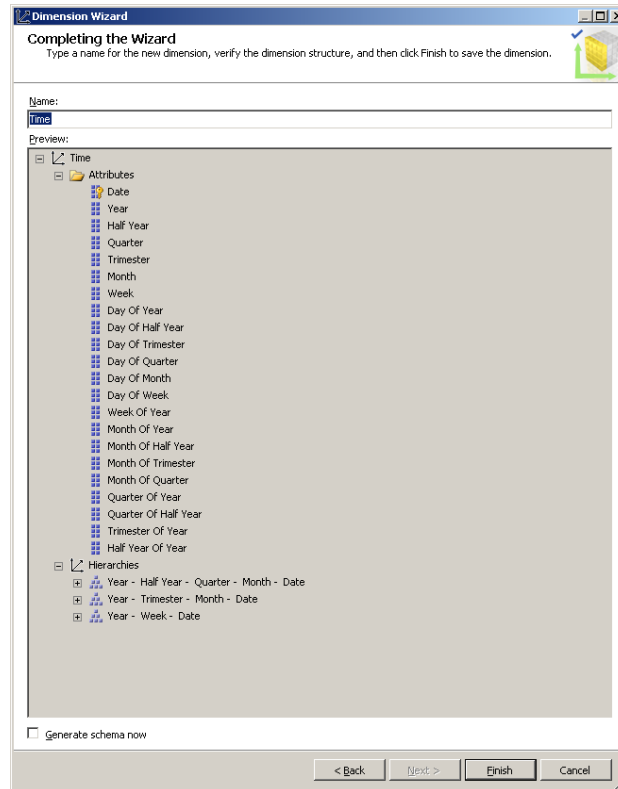 Dimension Wizard
Completing the Wizard
Type a name for the new dimension, verify the dimension structure, and then click Finish to save the dimension.
Name:
Time
Preview:
Time
Attributes
Date
Year
Half Year
Quarter
Trimester
Month
Week
Day Of Year
Day Of Half Year
Day Of Trimester
Day Of Quarter
Day Of Month
Day Of Week
Week Of Year
Month Of Year
Month Of Half Year
Month Of Trimester
Month Of Quarter
Quarter Of Year
Quarter Of Half Year
Trimester Of Year
Half Year Of Year
Hierarchies
Year - Half Year - Quarter - Month - Date
Year - Trimester - Month - Date
Year - Week - Date
Generate schema now
< Back Next > Finish Cancel